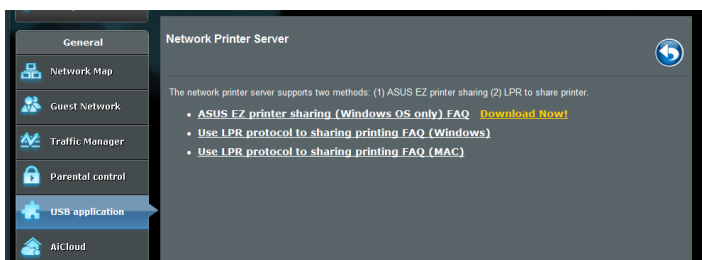 General
Network Map
Guest Network
Traffic Manager
Parental control
USB application
AiCloud
Network Printer Server
The network printer server supports two methods: (1) ASUS EZ printer sharing (2) LPR to share printer.
ASUS EZ printer sharing (Windows OS only) FAQ Download Now!
Use LPR protocol to sharing printing FAQ (Windows)
Use LPR protocol to sharing printing FAQ (MAC)